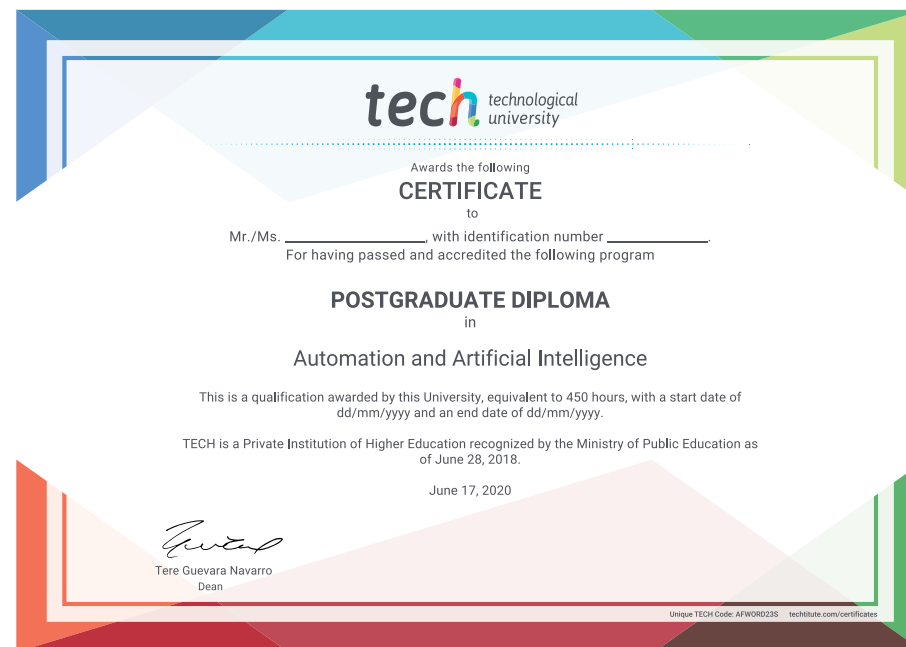 tech technological
university
Awards the following
CERTIFICATE
to
Mr./Ms. ____________________, with identification number ______________.
For having passed and accredited the following program
POSTGRADUATE DIPLOMA
in
Automation and Artificial Intelligence
This is a qualification awarded by this University, equivalent to 450 hours, with a start date of
dd/mm/yyyy and an end date of dd/mm/yyyy.
TECH is a Private Institution of Higher Education recognized by the Ministry of Public Education as
of June 28, 2018.
June 17, 2020
Tere Guevara Navarro
Dean
Unique TECH Code: AFWORD23S techtitute.com/certificates